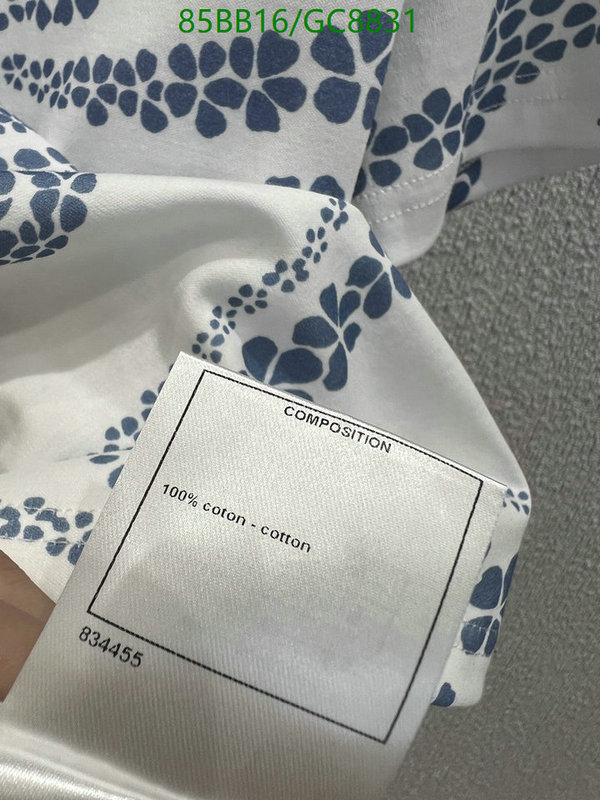 85BB16/GC8831
COMPOSITION
100% coton - cotton
834455